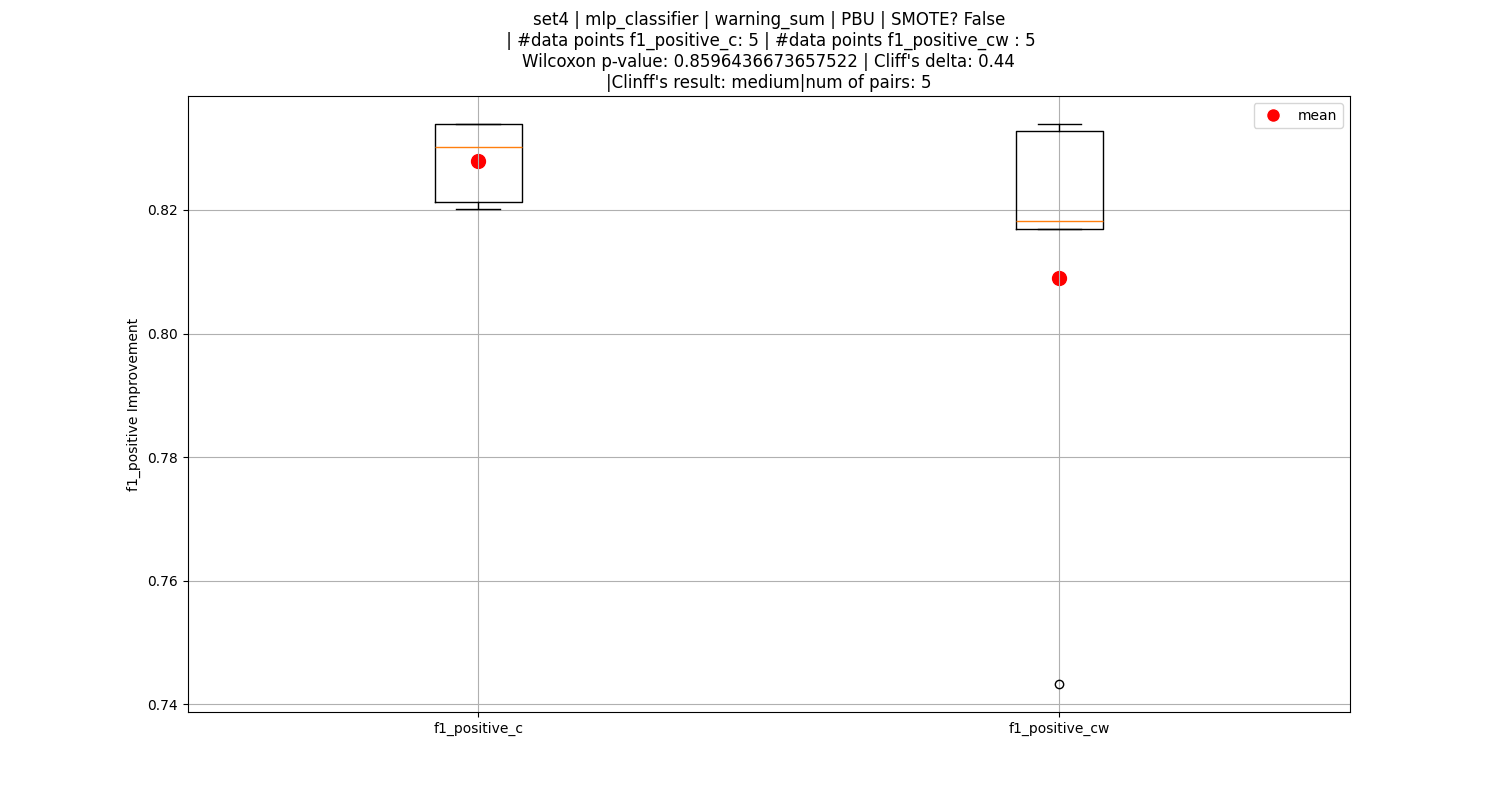 set4 | mlp_classifier | warning_sum | PBU | SMOTE? False
| #data points f1_positive_c: 5 | #data points f1_positive_cw : 5
Wilcoxon p-value: 0.8596436673657522 | Cliff's delta: 0.44
|Clinff's result: medium|num of pairs: 5
mean
f1_positive Improvement
0.82
0.80
0.78
0.76
0.74
f1_positive_c
f1_positive_cw